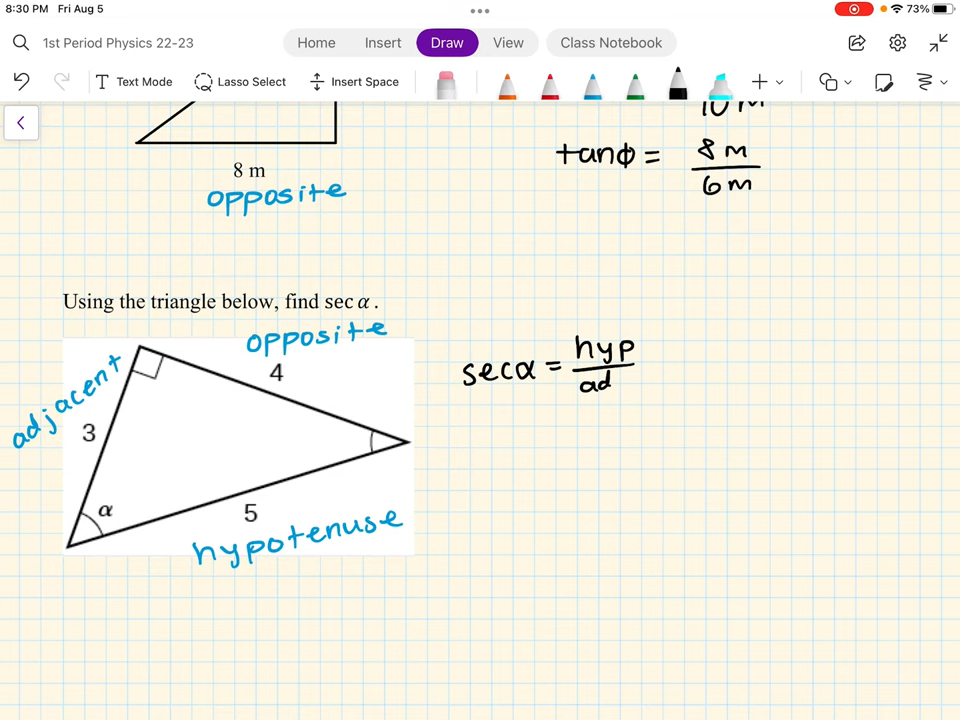 8:30 PM Fri Aug 5
73%
1st Period Physics 22-23
Home Insert Draw View Class Notebook
Text Mode Lasso Select Insert Space
10 m
tanϕ = 8 m
6 m
8 m
opposite
Using the triangle below, find sec α .
opposite
4
adjacent
3
secα = hyp
ad
α
5
hypotenuse